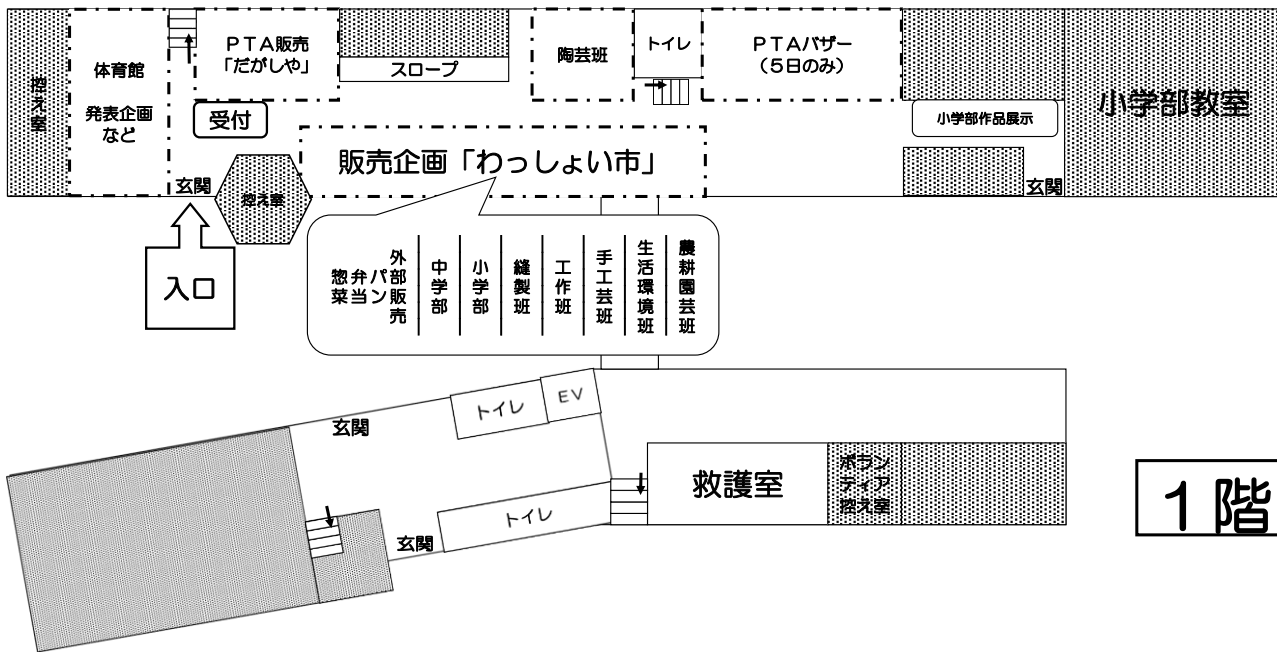 控え室
体育館
発表企画
など
ＰＴＡ販売
「だがしや」
スロープ
陶芸班
トイレ
ＰＴＡバザー
（５日のみ）
小学部教室
受付
小学部作品展示
販売企画「わっしょい市」
玄関
控え室
玄関
入口
惣菜
弁当
パン
外部販売
中学部
小学部
縫製班
工作班
手工芸班
生活環境班
農耕園芸班
トイレ
ＥＶ
玄関
救護室
ボラン
ティア
控え室
トイレ
玄関
１階